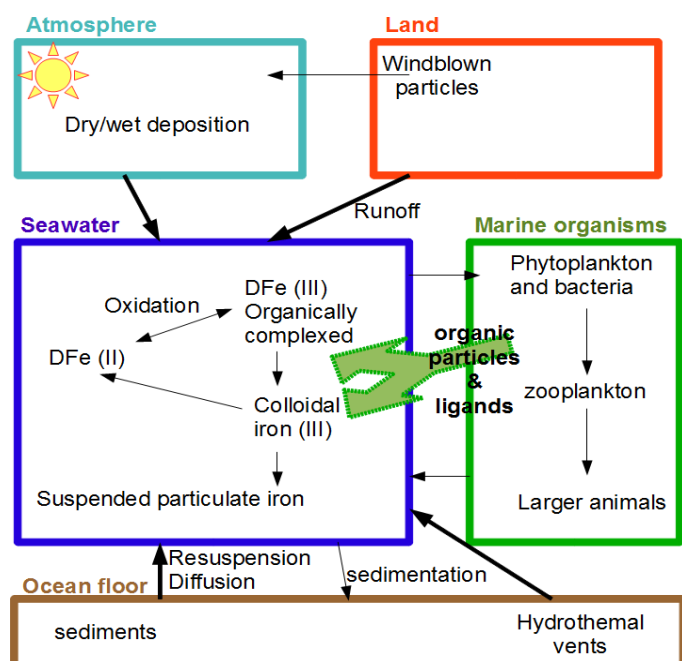 Atmosphere
Land
Windblown
particles
Dry/wet deposition
Runoff
Seawater
Marine organisms
DFe (III)
Organically
complexed
Oxidation
DFe (II)
Colloidal
iron (III)
Suspended particulate iron
organic
particles
&
ligands
Phytoplankton
and bacteria
zooplankton
Larger animals
Resuspension
Diffusion
sedimentation
Ocean floor
sediments
Hydrothemal
vents